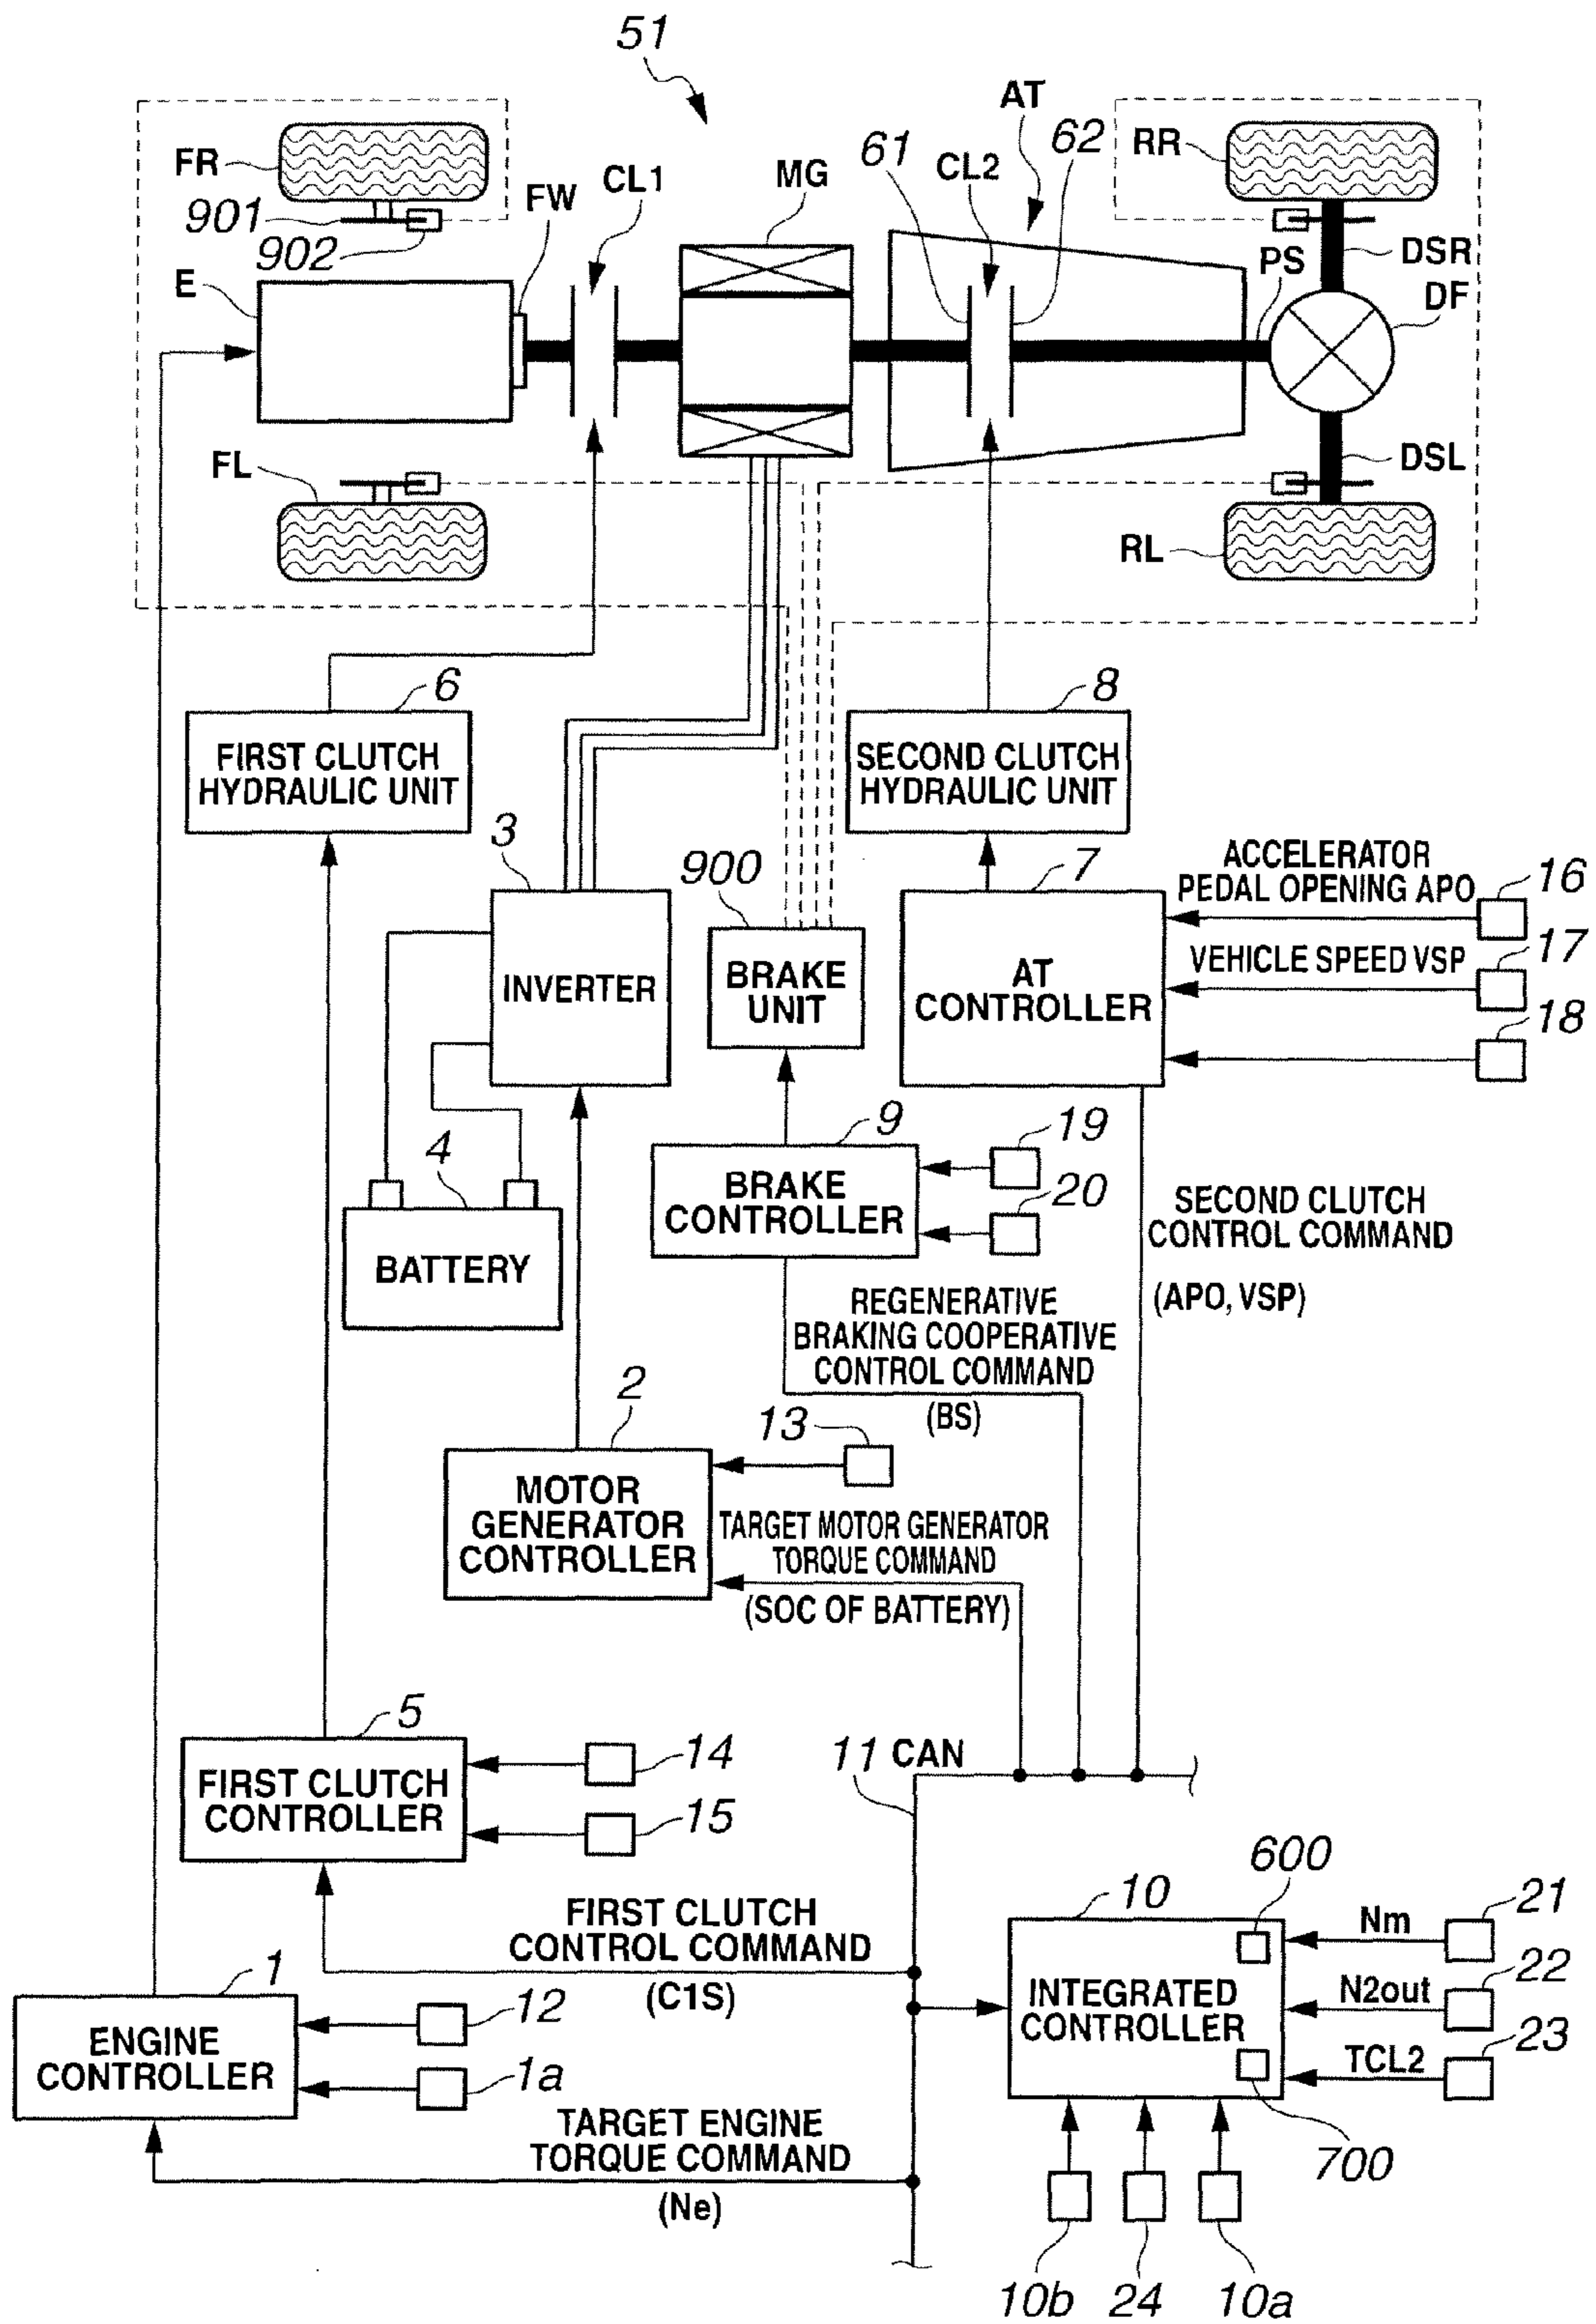 51
AT
FR
901
902
FW
CL1
MG
61
CL2
62
RR
E
PS
DSR
DF
FL
DSL
RL
6
FIRST CLUTCH
HYDRAULIC UNIT
8
SECOND CLUTCH
HYDRAULIC UNIT
3
INVERTER
900
BRAKE
UNIT
7
AT
CONTROLLER
ACCELERATOR
PEDAL OPENING APO
16
VEHICLE SPEED VSP
17
18
4
BATTERY
9
BRAKE
CONTROLLER
19
20
SECOND CLUTCH
CONTROL COMMAND
(APO, VSP)
REGENERATIVE
BRAKING COOPERATIVE
CONTROL COMMAND
(BS)
2
MOTOR
GENERATOR
CONTROLLER
13
TARGET MOTOR GENERATOR
TORQUE COMMAND
(SOC OF BATTERY)
5
FIRST CLUTCH
CONTROLLER
14
15
11 CAN
FIRST CLUTCH
CONTROL COMMAND
(C1S)
10
600
INTEGRATED
CONTROLLER
700
Nm
21
N2out
22
TCL2
23
1
ENGINE
CONTROLLER
12
1a
TARGET ENGINE
TORQUE COMMAND
(Ne)
10b
24
10a